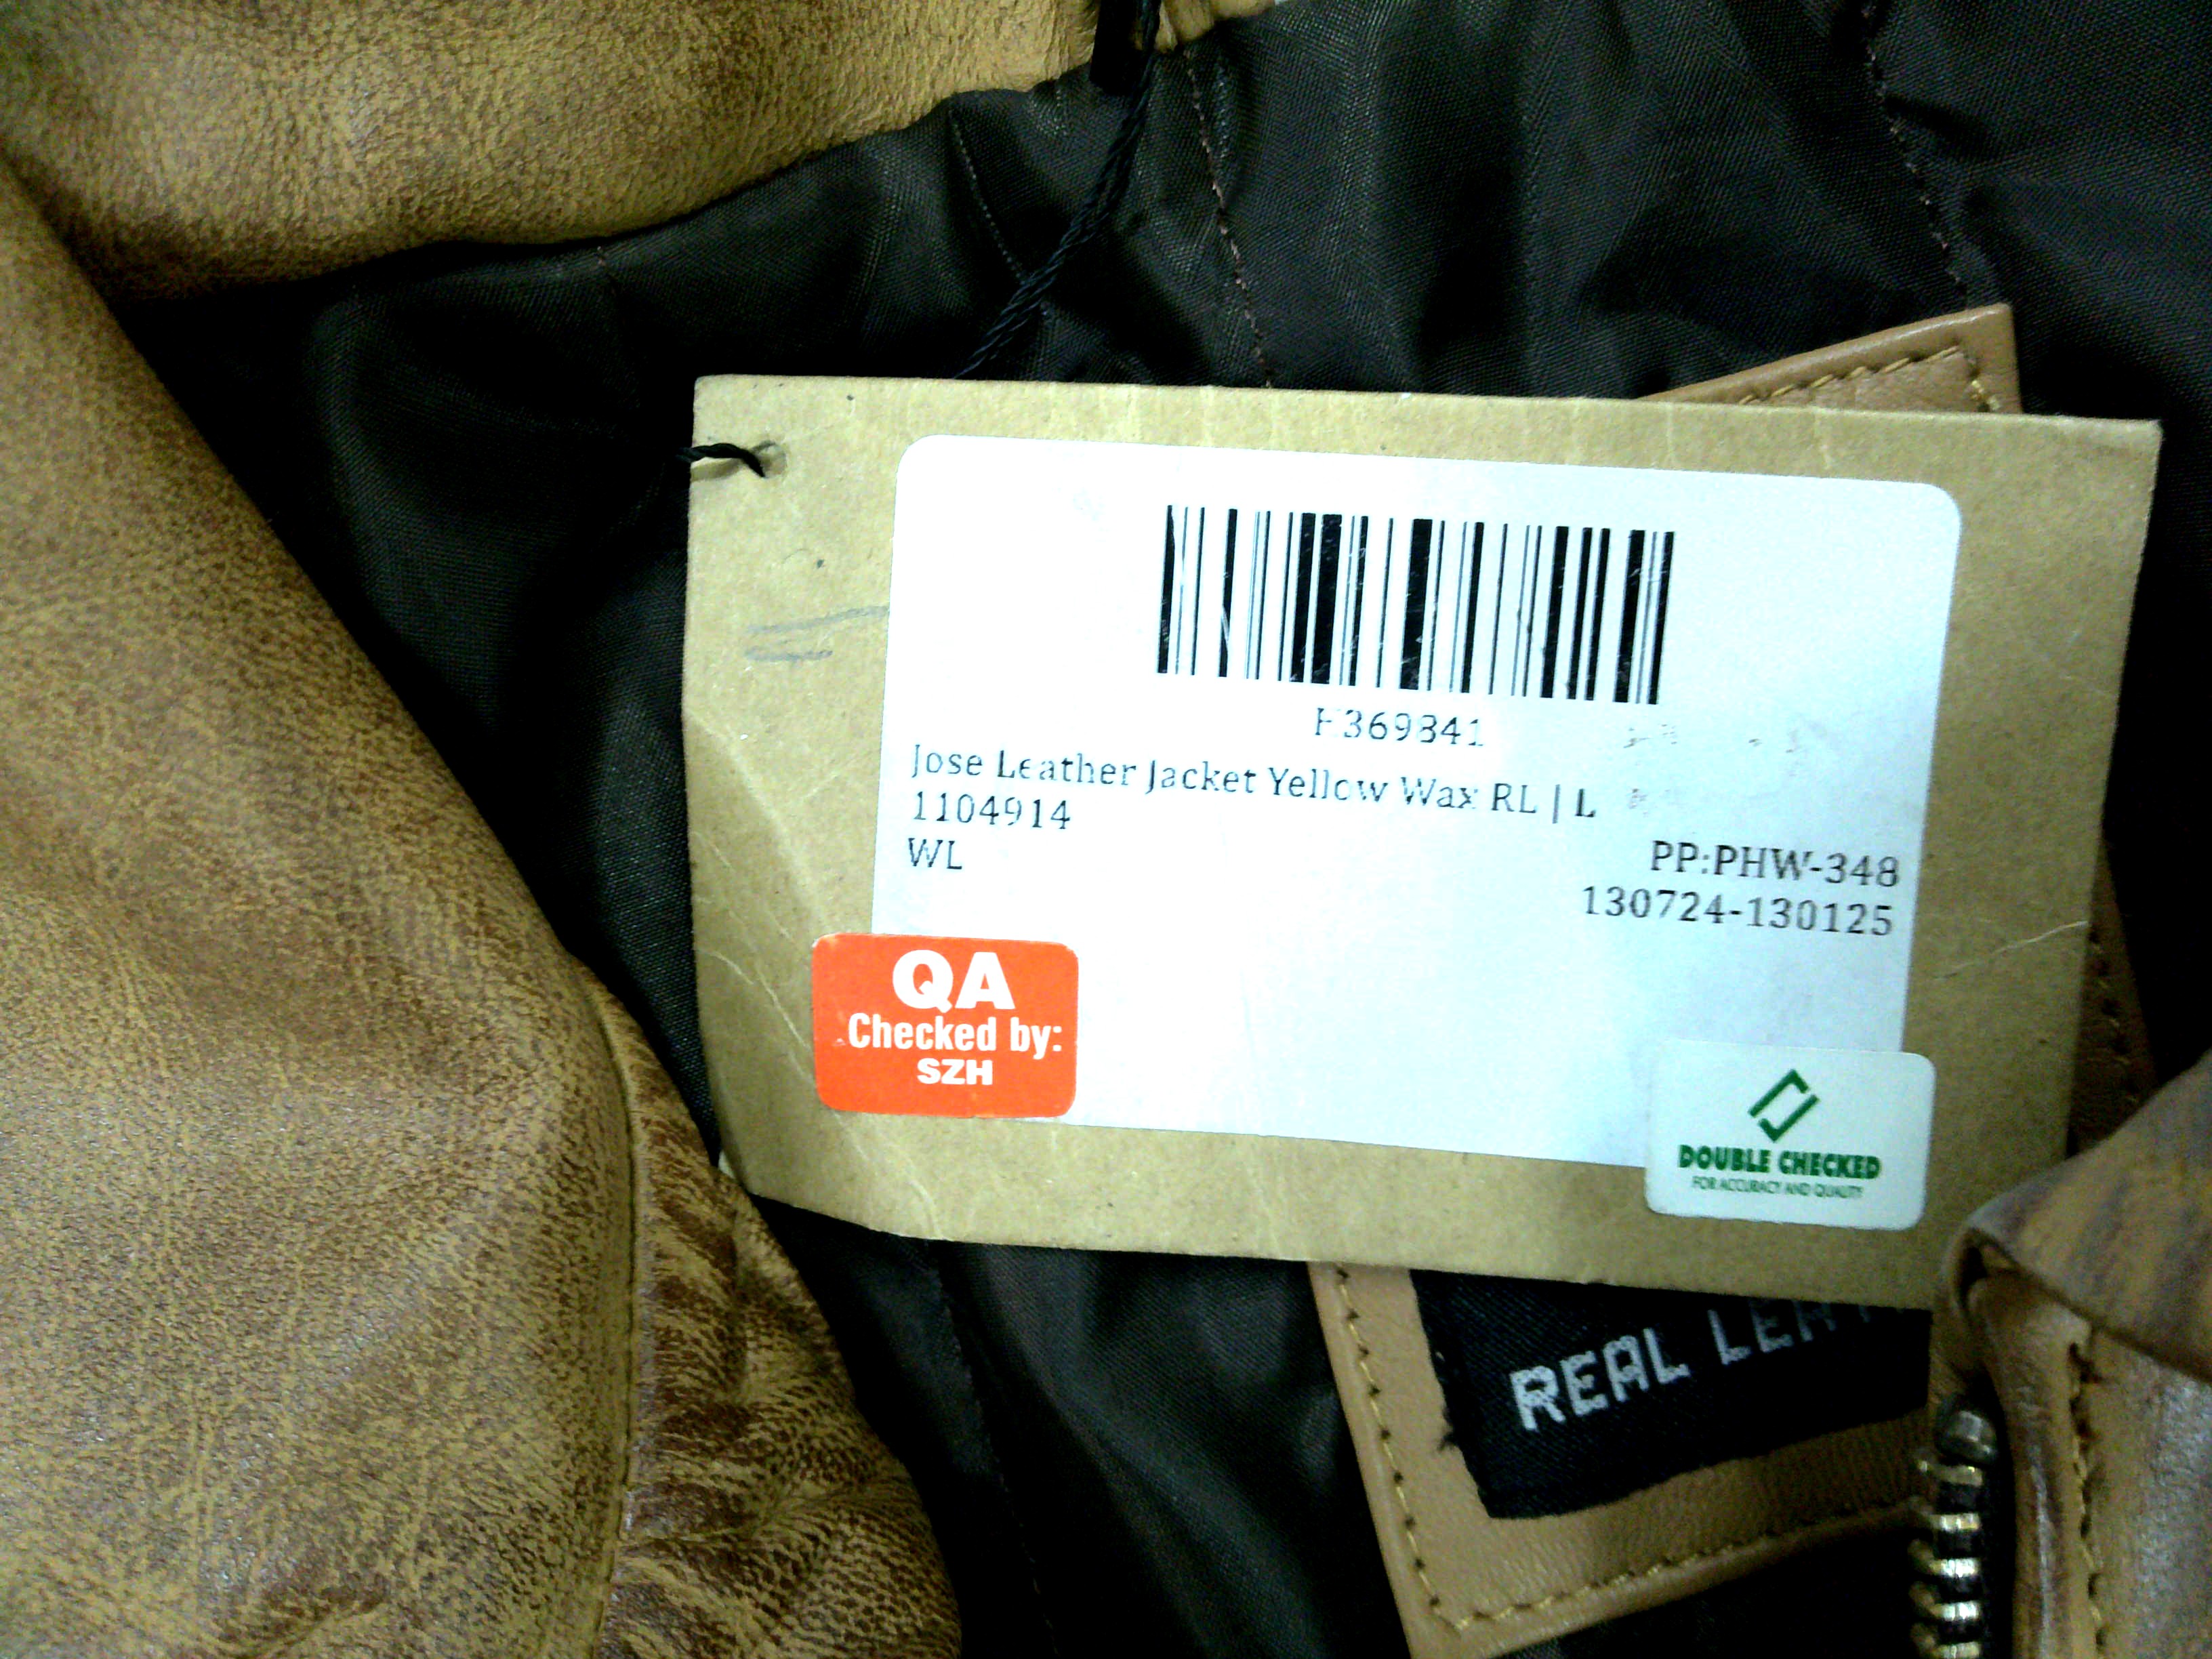 369841
Jose Leather Jacket Yellow Wax RL | L
1104914
WL
PP:PHW-348
130724-130125
QA
Checked by:
SZH
DOUBLE CHECKED
FOR ACCURACY AND QUALITY
REAL